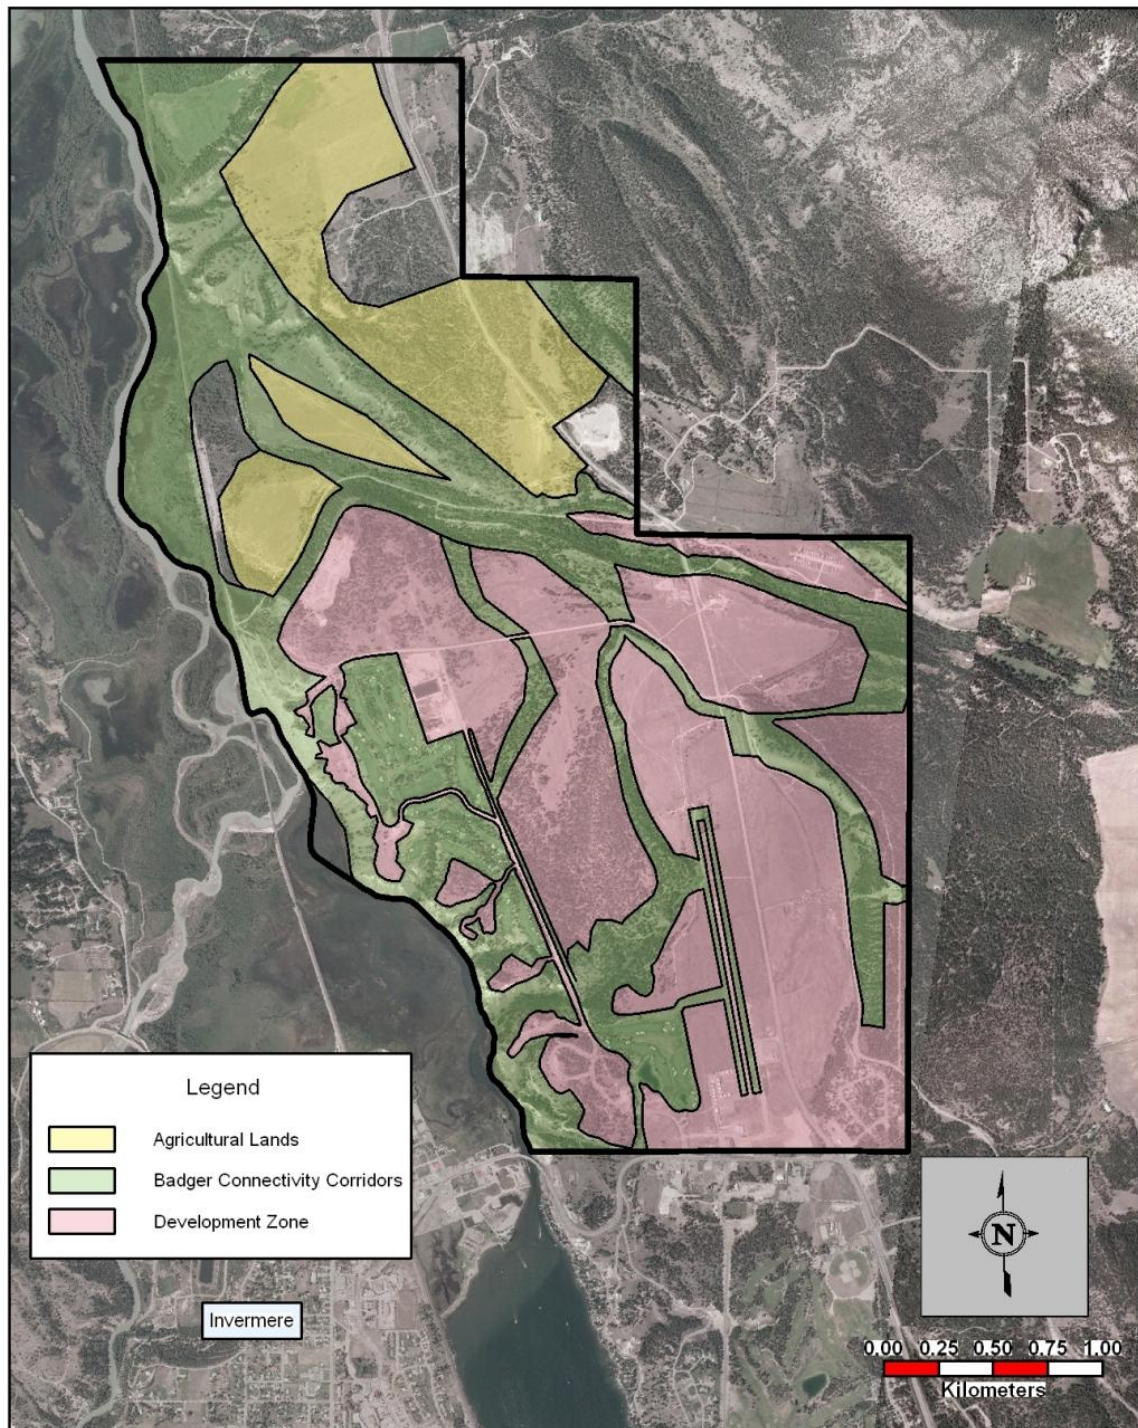 Legend
Agricultural Lands
Badger Connectivity Corridors
Development Zone
Invermere
N
0.00 0.25 0.50 0.75 1.00
Kilometers